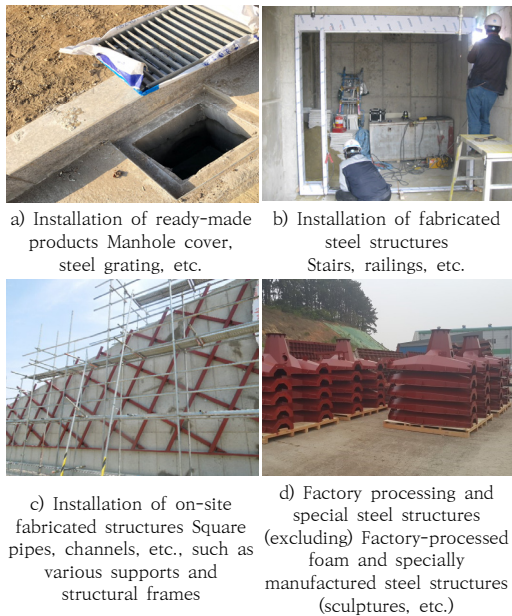 a) Installation of ready-made
products Manhole cover,
steel grating, etc.
b) Installation of fabricated
steel structures
Stairs, railings, etc.
c) Installation of on-site
fabricated structures Square
pipes, channels, etc., such as
various supports and
structural frames
d) Factory processing and
special steel structures
(excluding) Factory-processed
foam and specially
manufactured steel structures
(sculptures, etc.)